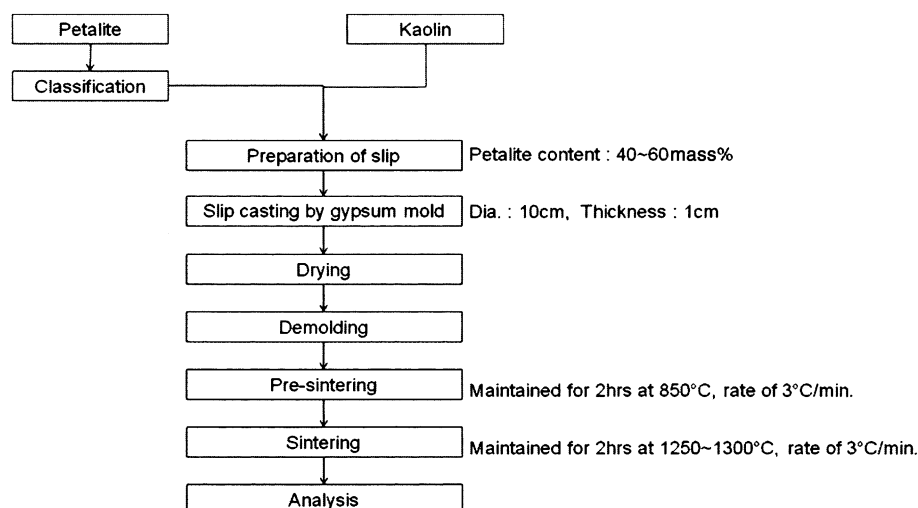 Petalite
Kaolin
Classification
Preparation of slip
Petalite content : 40~60mass%
Slip casting by gypsum mold
Dia. : 10cm, Thickness : 1cm
Drying
Demolding
Pre-sintering
Maintained for 2hrs at 850°C, rate of 3°C/min.
Sintering
Maintained for 2hrs at 1250~1300°C, rate of 3°C/min.
Analysis